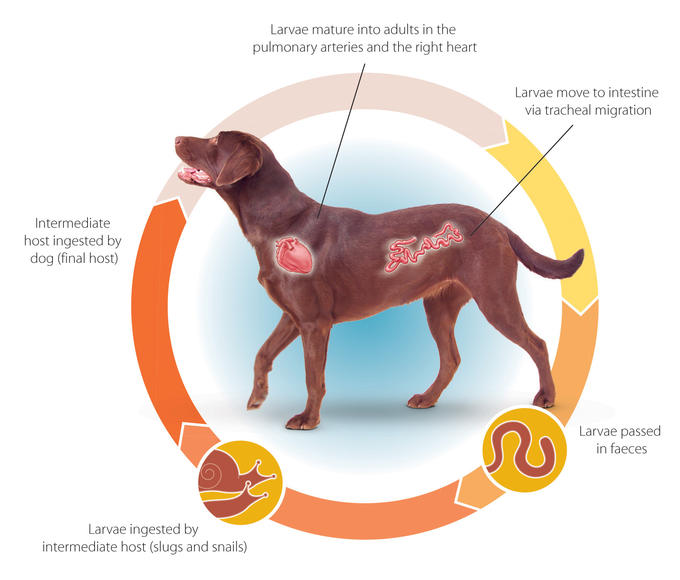 Larvae mature into adults in the
pulmonary arteries and the right heart
Larvae move to intestine
via tracheal migration
Intermediate
host ingested by
dog (final host)
Larvae passed
in faeces
Larvae ingested by
intermediate host (slugs and snails)